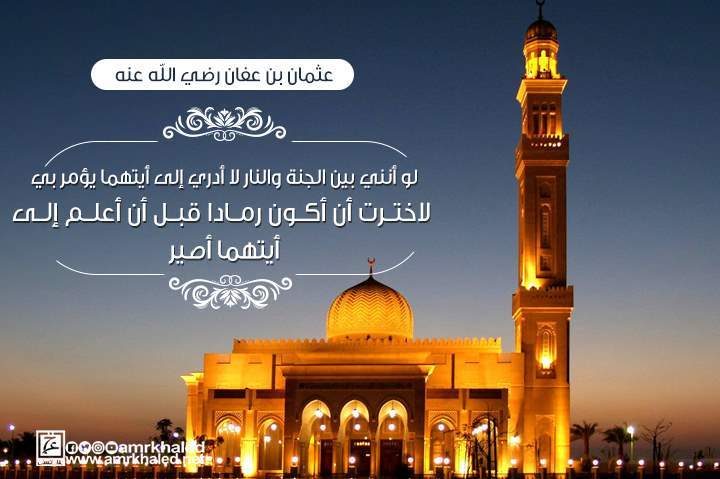 عثمان بن عفان رضي الله عنه
لو أنني بين الجنة والنار لا أدري إلى أيتهما يؤمر بي
لاخترت أن أكون رمادا قبل أن أعلم إلى
أيتهما أصير
amrkhaled
www.amrkhaled.net